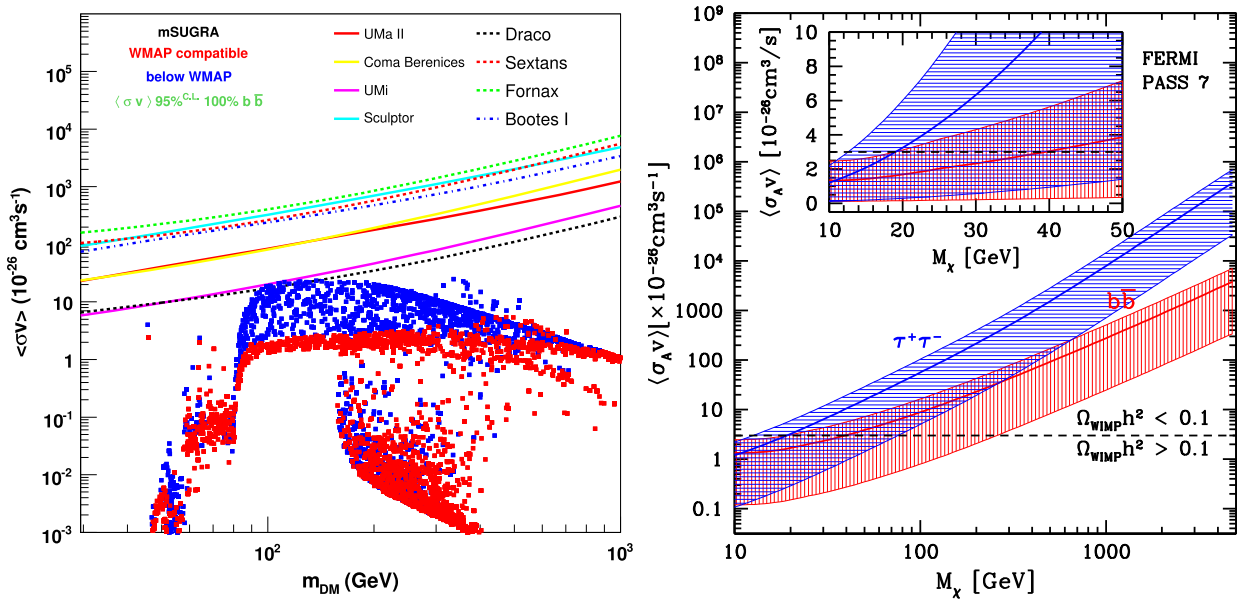 mSUGRA
WMAP compatible
below WMAP
⟨ σ v ⟩ 95%^C.L. 100% b b̅
UMa II
Coma Berenices
UMi
Sculptor
Draco
Sextans
Fornax
Bootes I
10^5
10^4
10^3
10^2
10
1
10^-1
10^-2
10^-3
<σv> (10^-26 cm^3s^-1)
10^2
10^3
m_DM (GeV)
10^9
10^8
10^7
10^6
10^5
10^4
1000
100
10
1
0.1
⟨σ_A v⟩[×10^-26cm^3s^-1]
10
100
1000
M_χ [GeV]
FERMI
PASS 7
10
8
6
4
2
0
⟨σ_A v⟩ [10^-26cm^3/s]
10
20
30
40
50
M_χ [GeV]
τ^+τ^-
bb̅
Ω_WIMP h^2 < 0.1
Ω_WIMP h^2 > 0.1